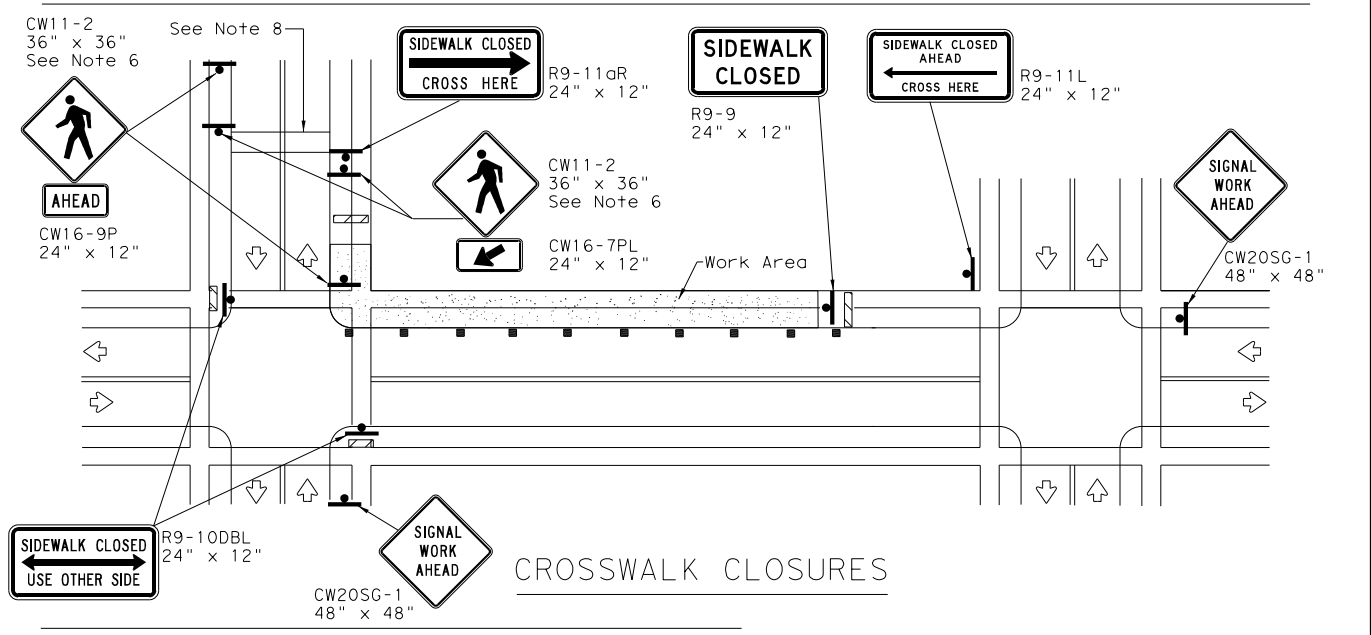 CW11-2
36" x 36"
See Note 6
See Note 8
SIDEWALK CLOSED
CROSS HERE
R9-11aR
24" x 12"
SIDEWALK
CLOSED
R9-9
24" x 12"
SIDEWALK CLOSED
AHEAD
CROSS HERE
R9-11L
24" x 12"
SIGNAL
WORK
AHEAD
CW20SG-1
48" x 48"
AHEAD
CW16-9P
24" x 12"
CW11-2
36" x 36"
See Note 6
CW16-7PL
24" x 12"
Work Area
SIDEWALK CLOSED
USE OTHER SIDE
R9-10DBL
24" x 12"
SIGNAL
WORK
AHEAD
CW20SG-1
48" x 48"
CROSSWALK CLOSURES